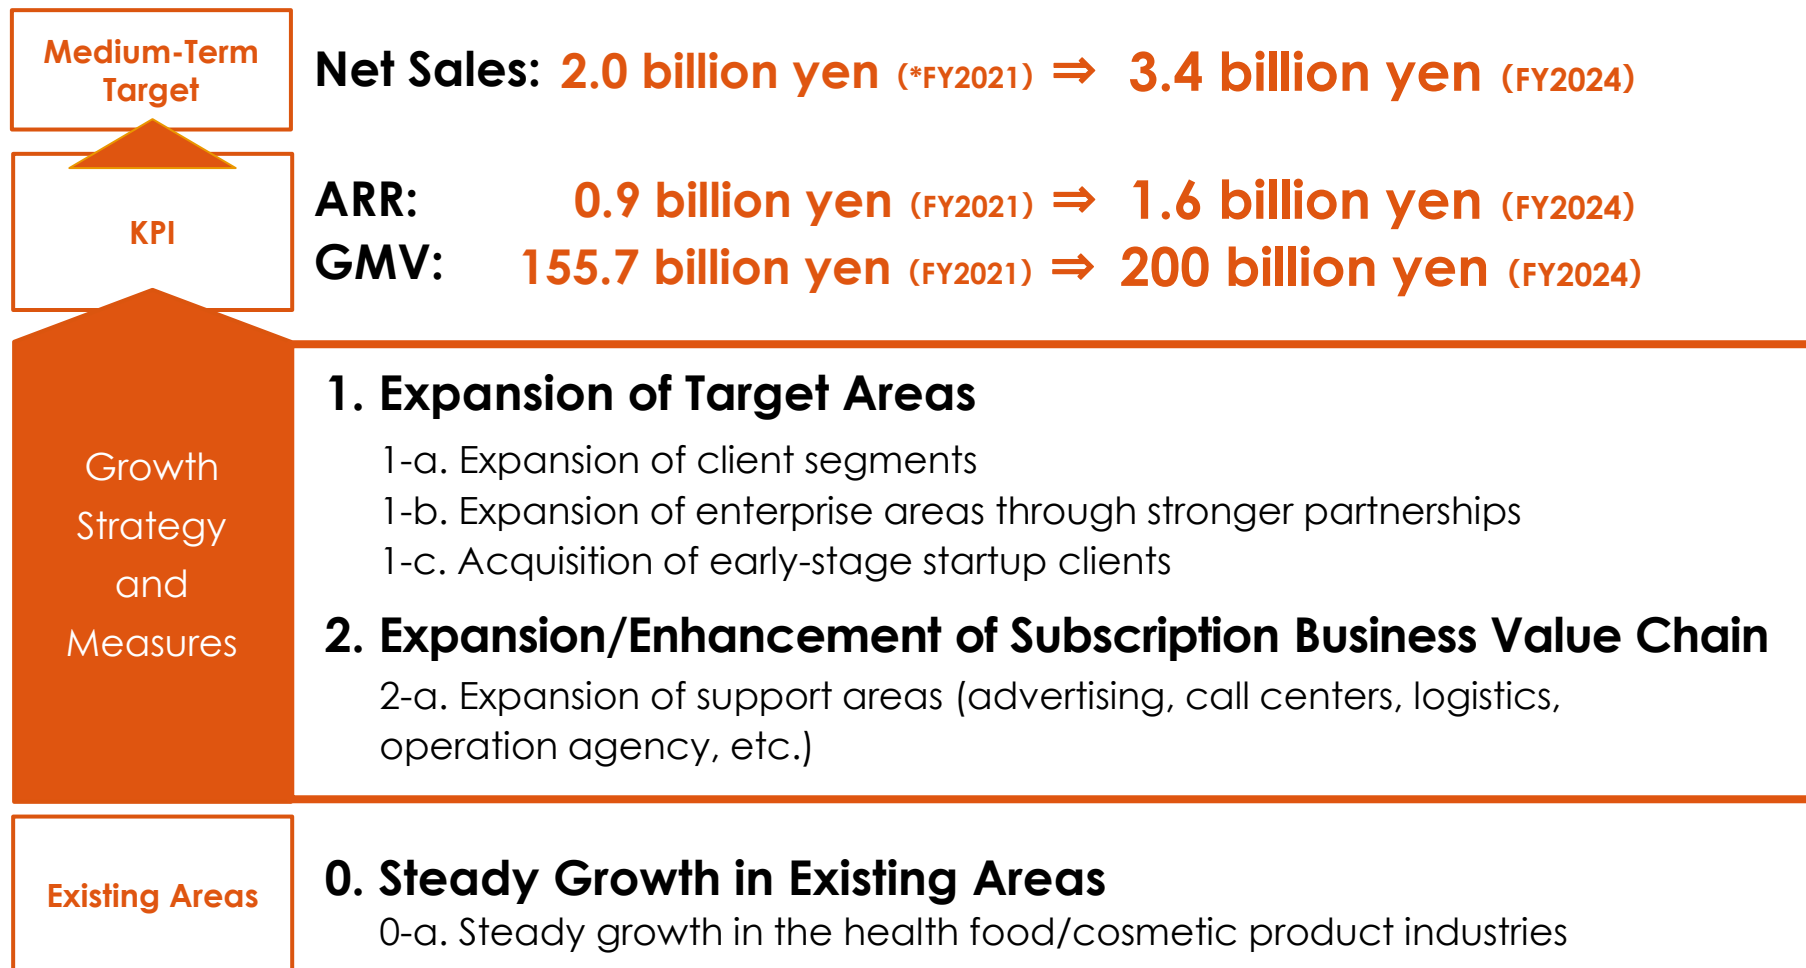 Medium-Term
Target
Net Sales: 2.0 billion yen (*FY2021) ⇒ 3.4 billion yen (FY2024)
KPI
ARR: 0.9 billion yen (FY2021) ⇒ 1.6 billion yen (FY2024)
GMV: 155.7 billion yen (FY2021) ⇒ 200 billion yen (FY2024)
Growth
Strategy
and
Measures
1. Expansion of Target Areas
1-a. Expansion of client segments
1-b. Expansion of enterprise areas through stronger partnerships
1-c. Acquisition of early-stage startup clients
2. Expansion/Enhancement of Subscription Business Value Chain
2-a. Expansion of support areas (advertising, call centers, logistics,
operation agency, etc.)
Existing Areas
0. Steady Growth in Existing Areas
0-a. Steady growth in the health food/cosmetic product industries